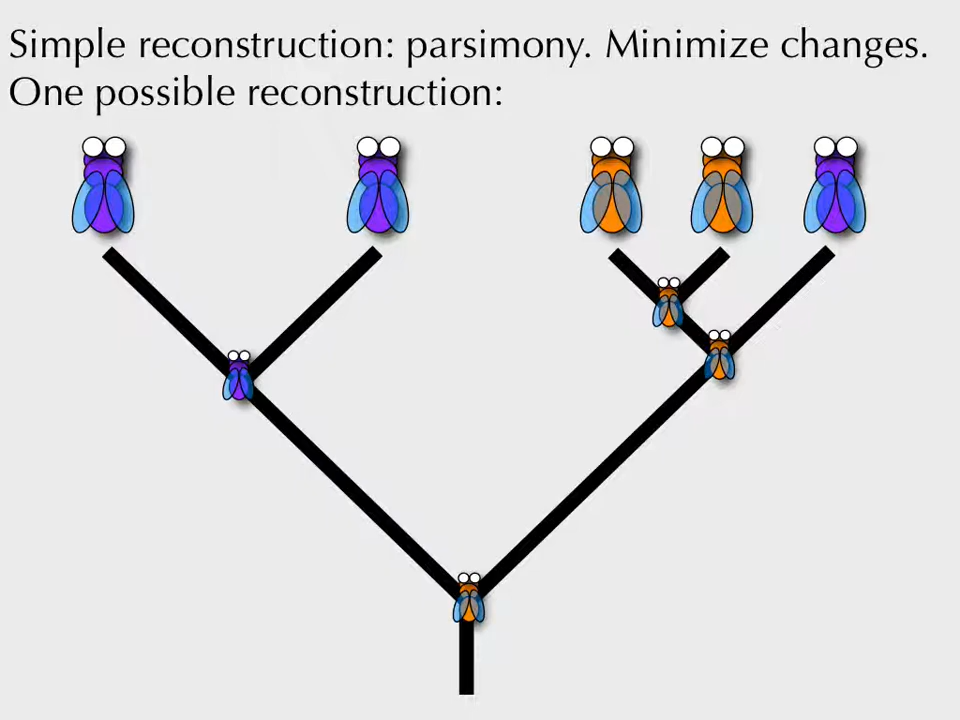 Simple reconstruction: parsimony. Minimize changes.
One possible reconstruction: